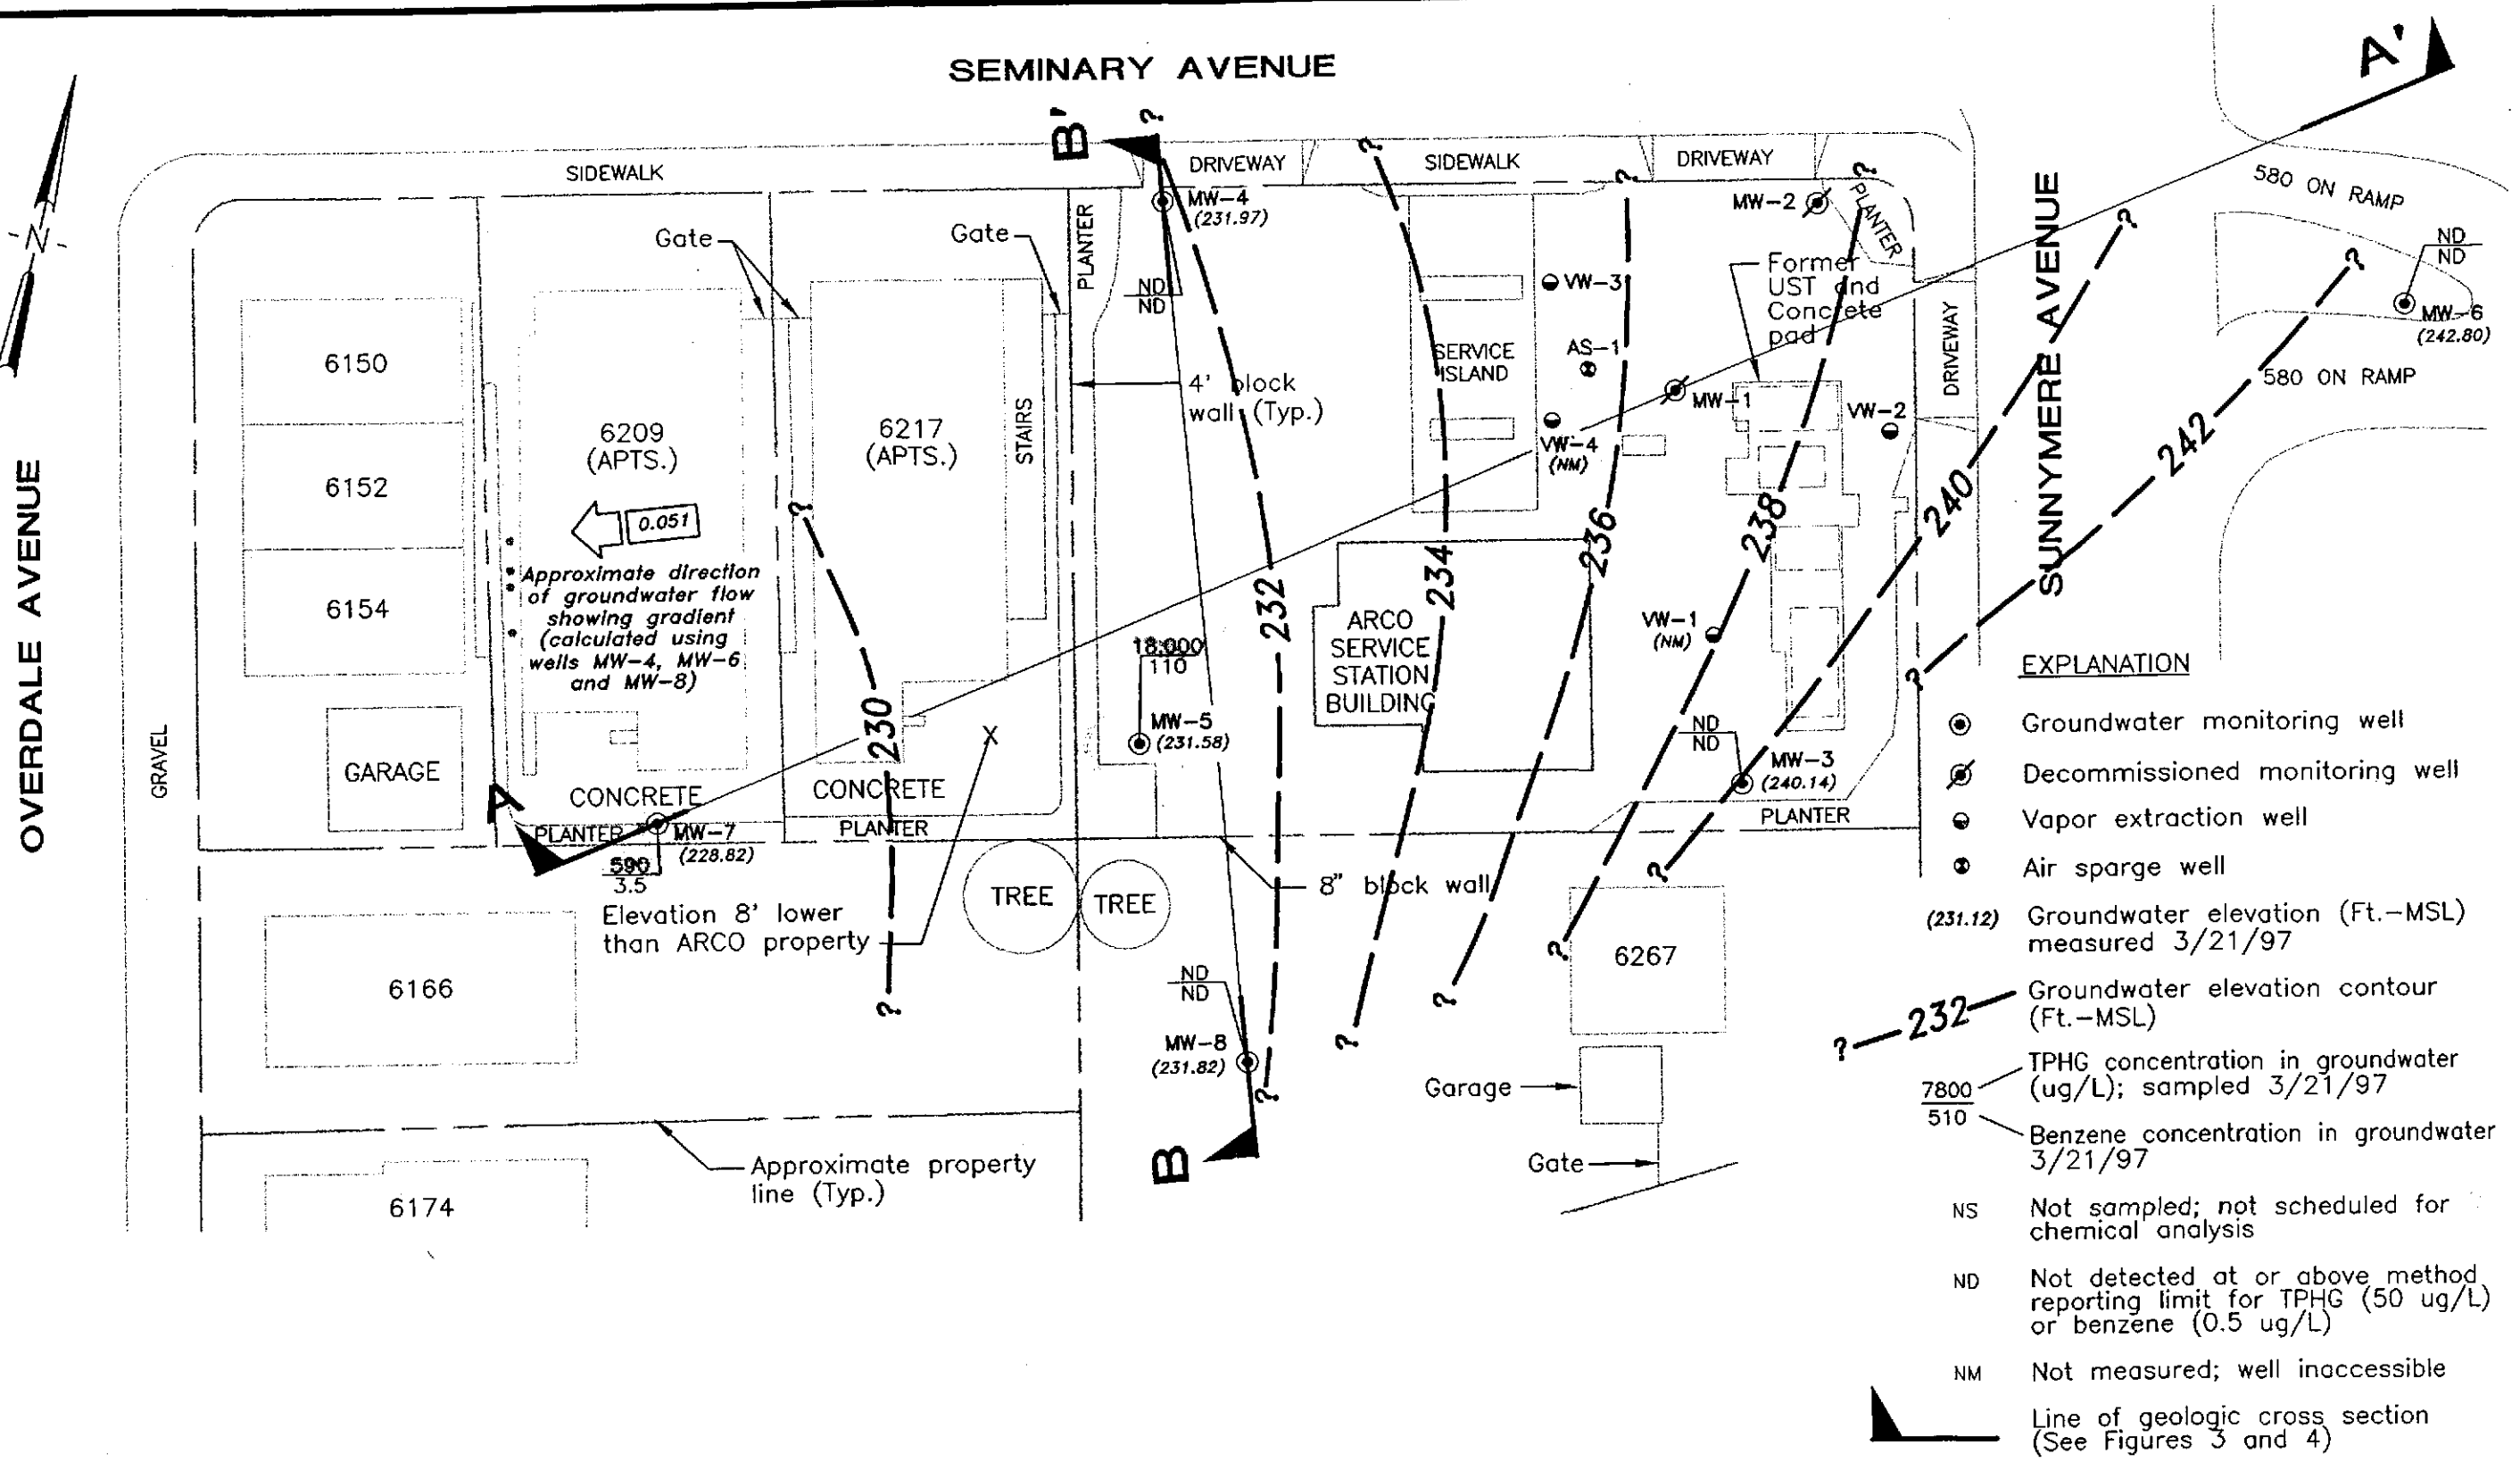 SEMINARY AVENUE
A'
B'
?
?
?
?
SIDEWALK
DRIVEWAY
SIDEWALK
DRIVEWAY
580 ON RAMP
N
MW-4
(231.97)
MW-2
PLANTER
PLANTER
SUNNYMERE AVENUE
?
?
Gate
Gate
ND
ND
VW-3
Former
UST and
Concrete
pad
ND
ND
MW-6
(242.80)
6150
SERVICE
ISLAND
AS-1
DRIVEWAY
580 ON RAMP
4' block
wall (Typ.)
MW-1
VW-2
6209
(APTS.)
6217
(APTS.)
STAIRS
VW-4
(NM)
242
6152
OVERDALE AVENUE
?
0.051
240
238
236
234
232
Approximate direction
of groundwater flow
showing gradient
(calculated using
wells MW-4, MW-6
and MW-8)
6154
ARCO
SERVICE
STATION
BUILDING
VW-1
(NM)
18,000
110
?
MW-5
(231.58)
230
ND
ND
GRAVEL
GARAGE
MW-3
(240.14)
A
CONCRETE
CONCRETE
PLANTER
PLANTER
PLANTER
MW-7
(228.82)
590
3.5
TREE
TREE
8" block wall
?
X
Elevation 8' lower
than ARCO property
6166
?
ND
ND
?
?
?
6267
MW-8
(231.82)
?
Garage
B
Gate
Approximate property
line (Typ.)
6174
EXPLANATION
Groundwater monitoring well
Decommissioned monitoring well
Vapor extraction well
Air sparge well
(231.12) Groundwater elevation (Ft.-MSL)
measured 3/21/97
?-232 Groundwater elevation contour
(Ft.-MSL)
7800 TPHG concentration in groundwater
(ug/L); sampled 3/21/97
510 Benzene concentration in groundwater
3/21/97
NS Not sampled; not scheduled for
chemical analysis
ND Not detected at or above method
reporting limit for TPHG (50 ug/L)
or benzene (0.5 ug/L)
NM Not measured; well inaccessible
Line of geologic cross section
(See Figures 3 and 4)